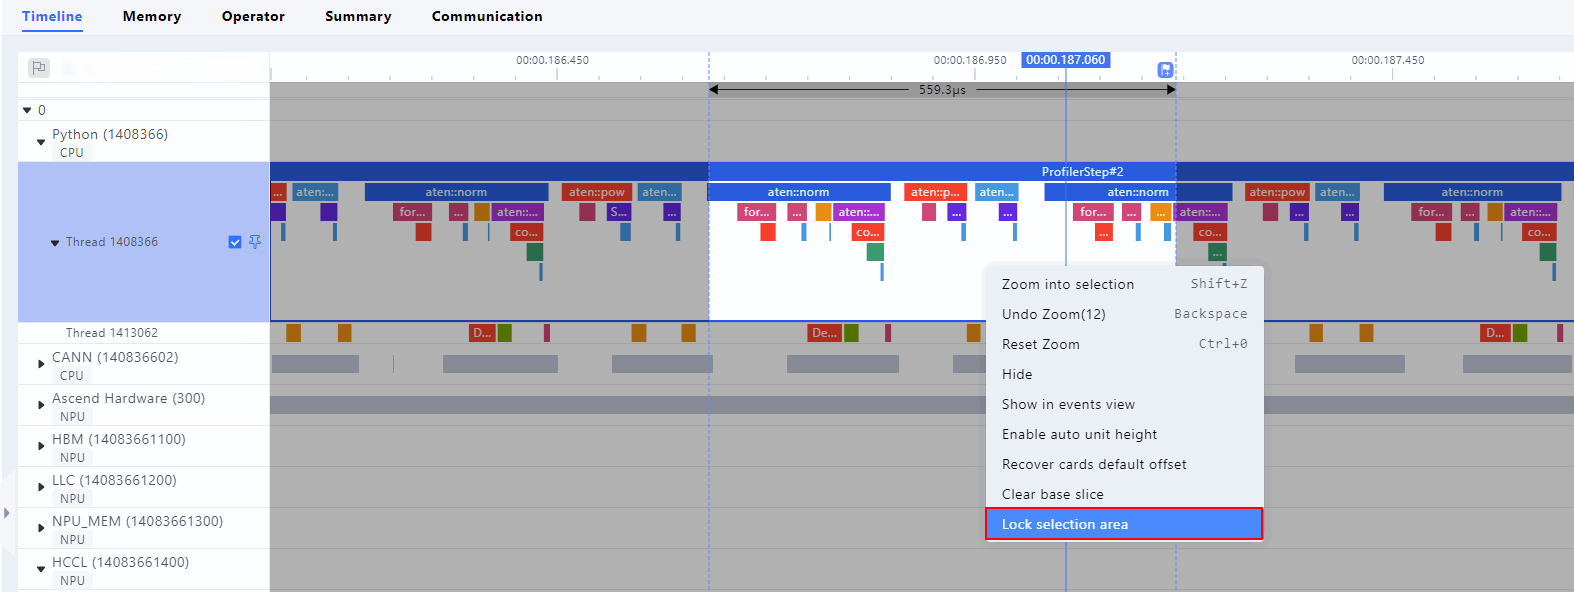 Timeline Memory Operator Summary Communication
00:00.186.450 00:00.186.950 00:00.187.060 00:00.187.450
559.3μs
0
Python (1408366)
CPU
ProfilerStep#2
... aten:... aten::norm aten::pow aten... aten::norm aten::p... aten... aten::norm aten::pow aten... aten::norm
for... ... aten::... S... ... for... ... aten::... ... ... for... ... ... aten::... ... ... for... ... aten::...
Thread 1408366
co... co... ... co... co...
...
Thread 1413062 D... De... D...
CANN (140836602)
CPU
Ascend Hardware (300)
NPU
HBM (14083661100)
NPU
LLC (14083661200)
NPU
NPU_MEM (14083661300)
NPU
HCCL (14083661400)
NPU
Zoom into selection Shift+Z
Undo Zoom(12) Backspace
Reset Zoom Ctrl+0
Hide
Show in events view
Enable auto unit height
Recover cards default offset
Clear base slice
Lock selection area